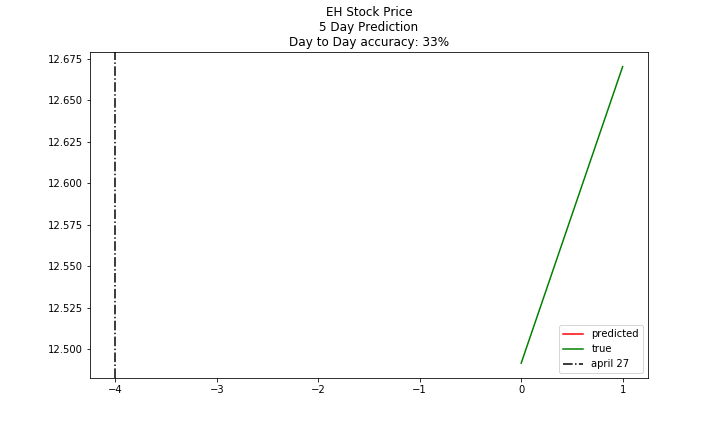 EH Stock Price
5 Day Prediction
Day to Day accuracy: 33%
12.675
12.650
12.625
12.600
12.575
12.550
12.525
12.500
−4
−3
−2
−1
0
1
predicted
true
april 27